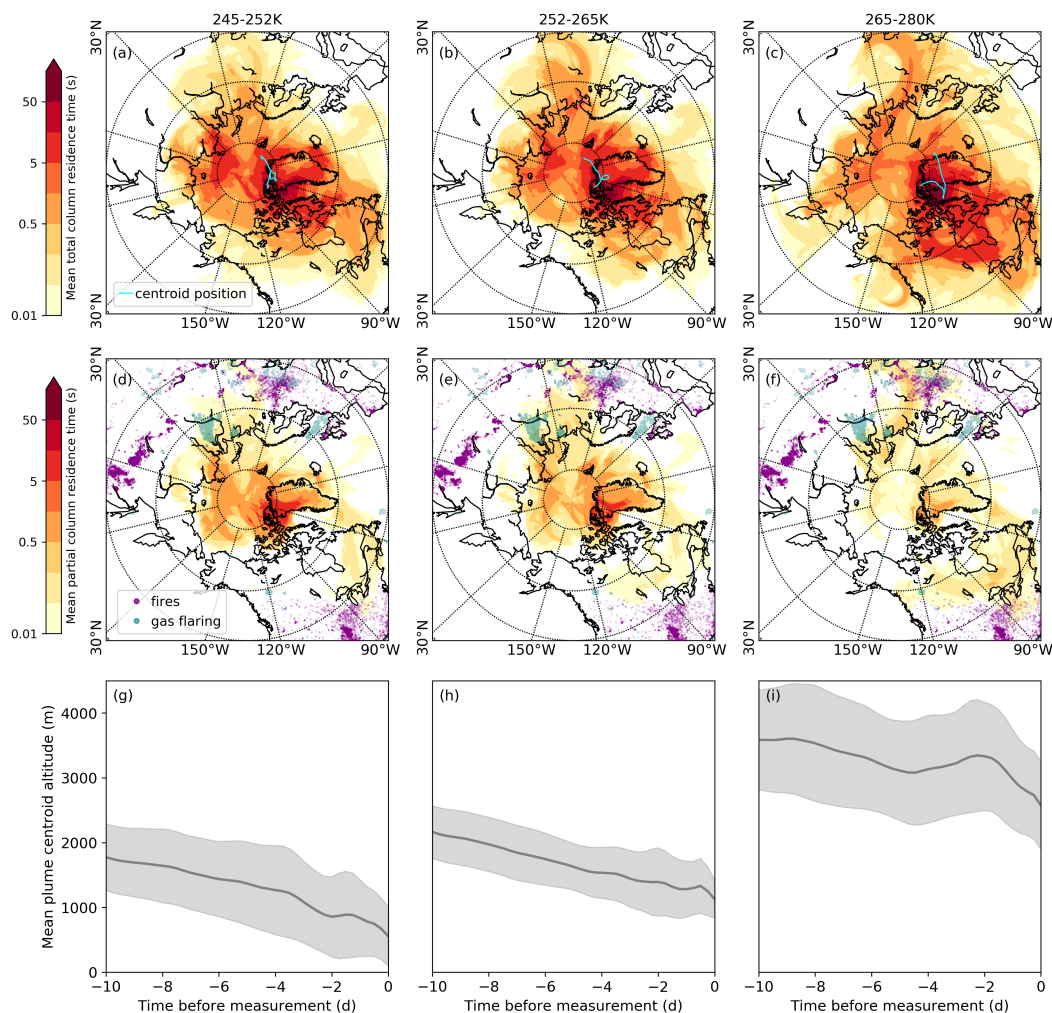 245-252K
252-265K
265-280K
30°N
(a)
30°N
(b)
30°N
(c)
50
5
0.5
0.01
Mean total column residence time (s)
centroid position
30°N
150°W
120°W
90°W
30°N
150°W
120°W
90°W
30°N
150°W
120°W
90°W
30°N
(d)
30°N
(e)
30°N
(f)
50
5
0.5
0.01
Mean partial column residence time (s)
fires
gas flaring
30°N
150°W
120°W
90°W
30°N
150°W
120°W
90°W
30°N
150°W
120°W
90°W
(g)
(h)
(i)
Mean plume centroid altitude (m)
4000
3000
2000
1000
0
−10
−8
−6
−4
−2
0
−10
−8
−6
−4
−2
0
−10
−8
−6
−4
−2
0
Time before measurement (d)
Time before measurement (d)
Time before measurement (d)